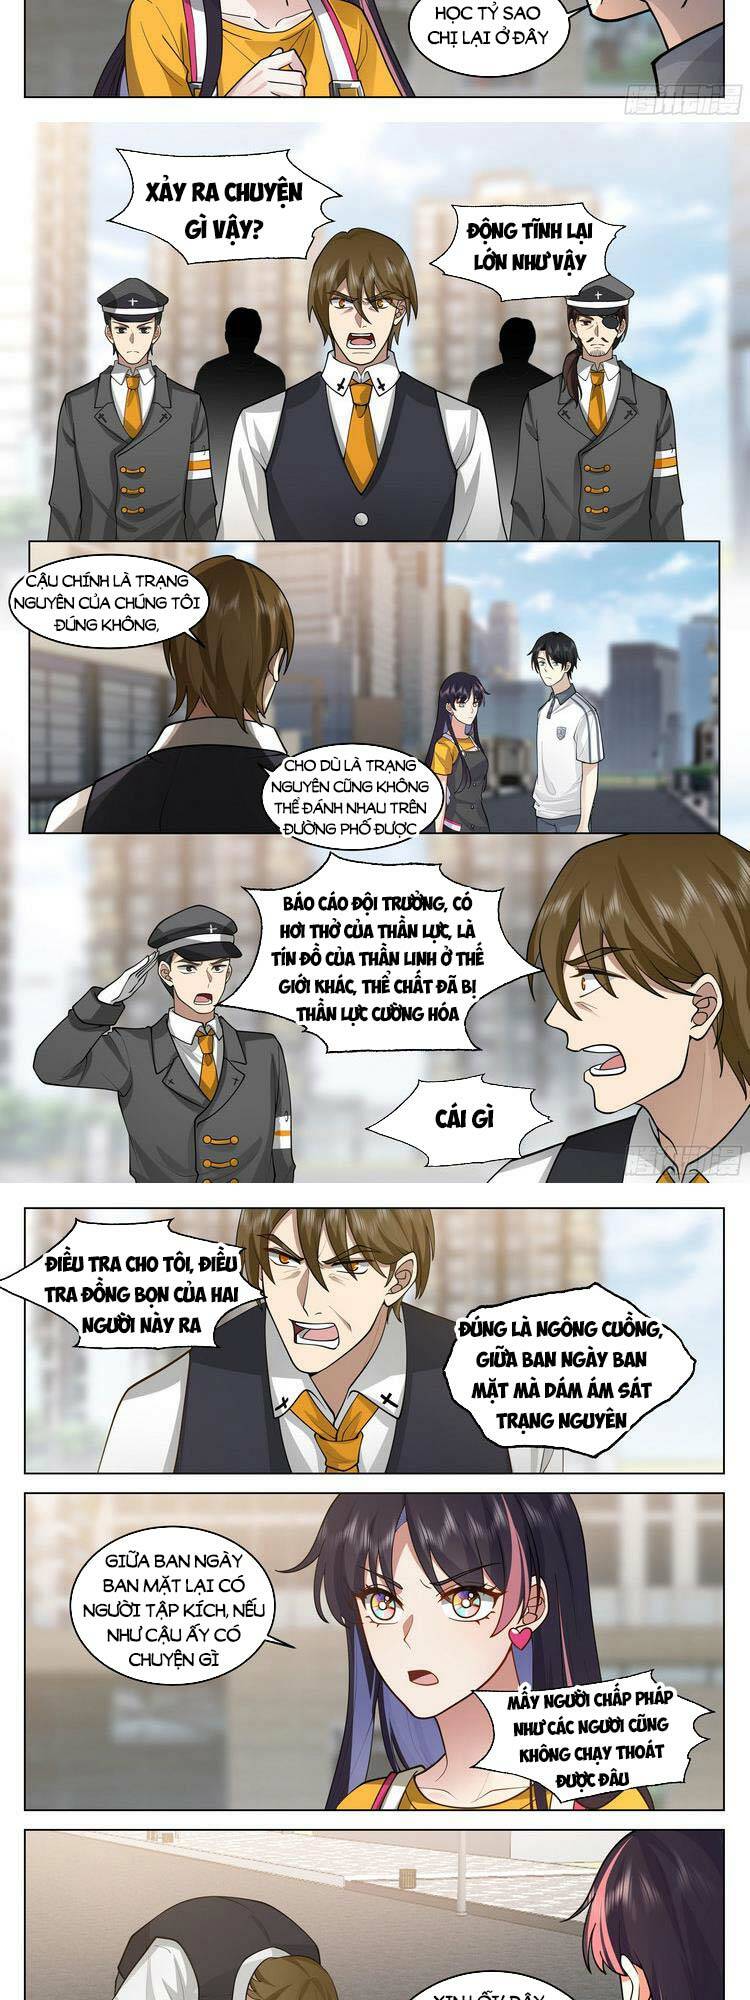 HỌC TỶ SAO
CHỊ LẠI Ở ĐÂY
XẢY RA CHUYỆN
GÌ VẬY?
ĐỘNG TĨNH LẠI
LỚN NHƯ VẬY
CẬU CHÍNH LÀ TRẠNG
NGUYÊN CỦA CHÚNG TÔI
ĐÚNG KHÔNG,
CHO DÙ LÀ TRẠNG
NGUYÊN CŨNG KHÔNG
THỂ ĐÁNH NHAU TRÊN
ĐƯỜNG PHỐ ĐƯỢC
BÁO CÁO ĐỘI TRƯỞNG, CÓ
HƠI THỞ CỦA THẦN LỰC, LÀ
TÍN ĐỒ CỦA THẦN LINH Ở THẾ
GIỚI KHÁC, THỂ CHẤT ĐÃ BỊ
THẦN LỰC CƯỜNG HÓA
CÁI GÌ
ĐIỀU TRA CHO TÔI, ĐIỀU
TRA ĐỒNG BỌN CỦA HAI
NGƯỜI NÀY RA
ĐÚNG LÀ NGÔNG CUỒNG,
GIỮA BAN NGÀY BAN
MẶT MÀ DÁM ÁM SÁT
TRẠNG NGUYÊN
GIỮA BAN NGÀY
BAN MẶT LẠI CÓ
NGƯỜI TẬP KÍCH, NẾU
NHƯ CẬU ẤY CÓ
CHUYỆN GÌ
MẤY NGƯỜI CHẤP PHÁP
NHƯ CÁC NGƯƠI CŨNG
KHÔNG CHẠY THOÁT
ĐƯỢC ĐÂU